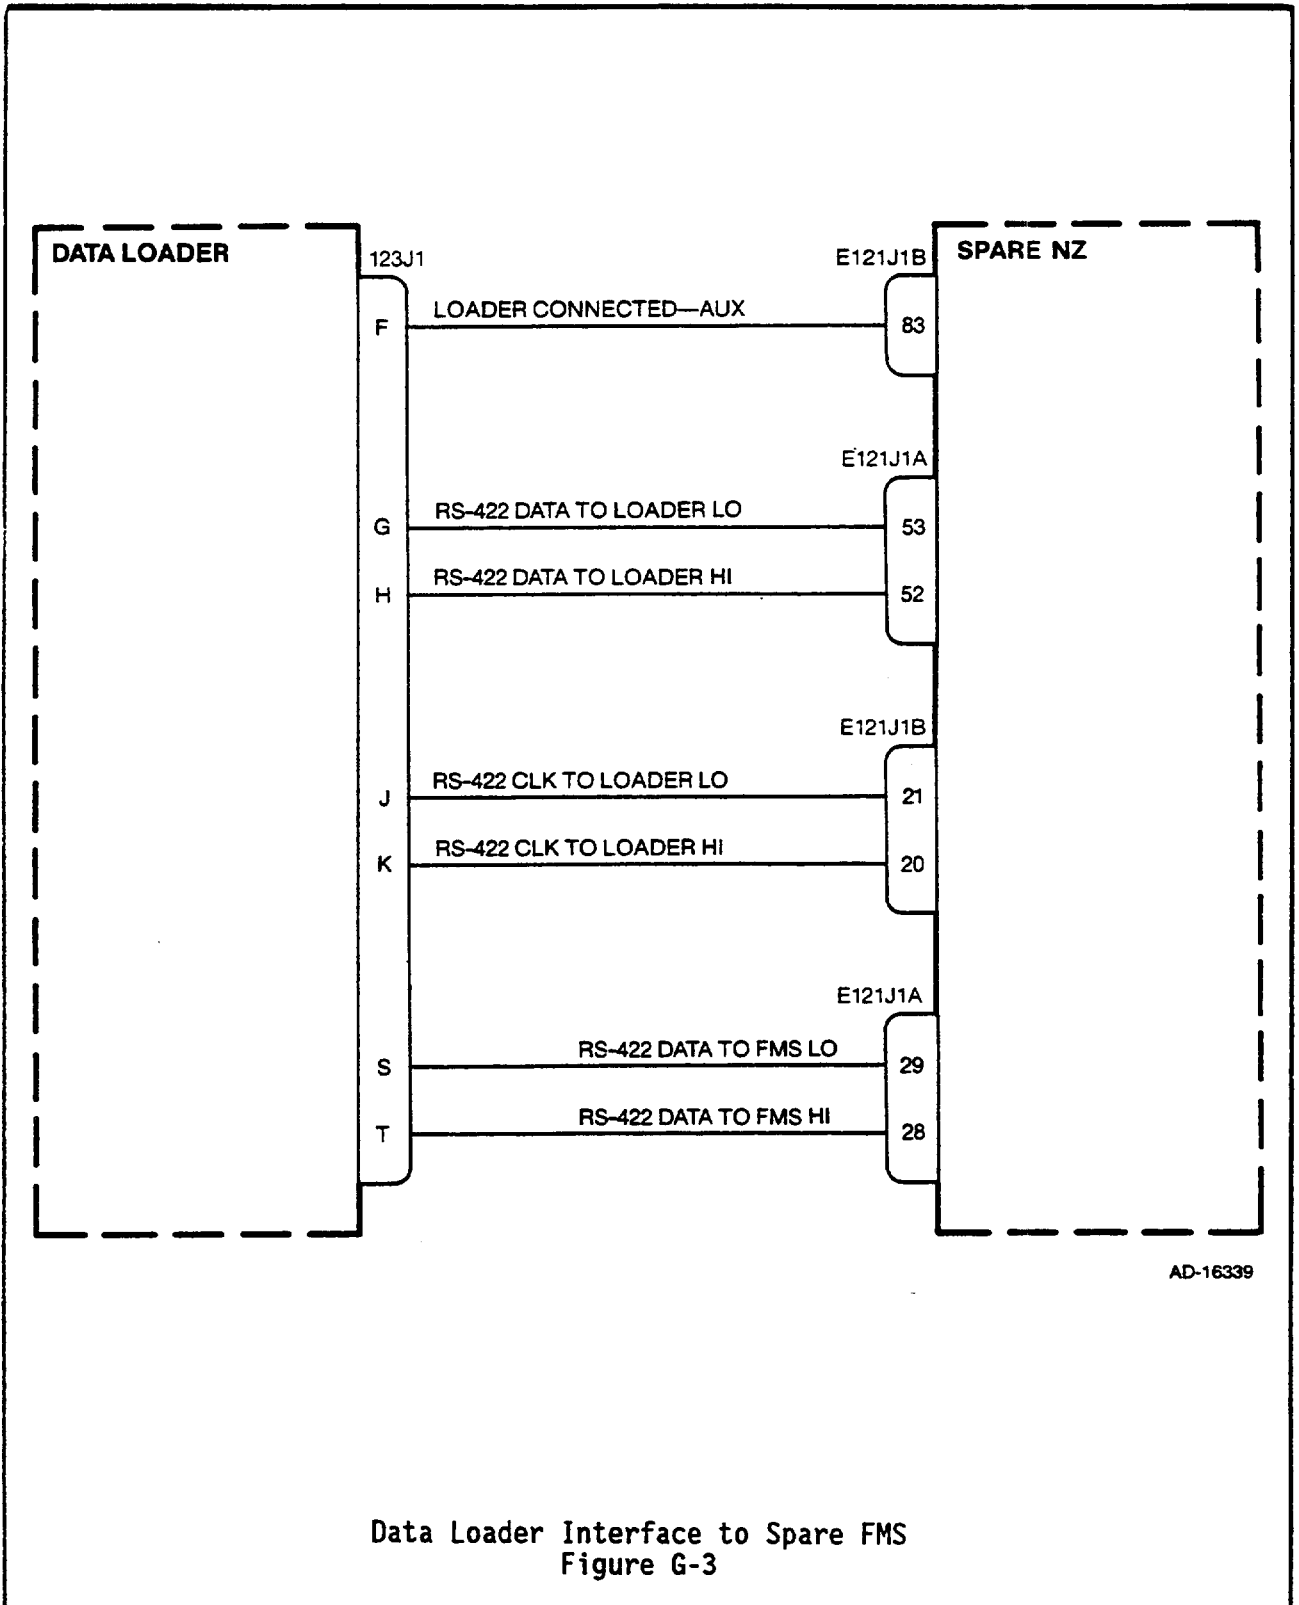 DATA LOADER
123J1
E121J1B
SPARE NZ
F
LOADER CONNECTED—AUX
83
E121J1A
G
RS-422 DATA TO LOADER LO
53
H
RS-422 DATA TO LOADER HI
52
E121J1B
J
RS-422 CLK TO LOADER LO
21
K
RS-422 CLK TO LOADER HI
20
E121J1A
S
RS-422 DATA TO FMS LO
29
T
RS-422 DATA TO FMS HI
28
AD-16339
Data Loader Interface to Spare FMS
Figure G-3